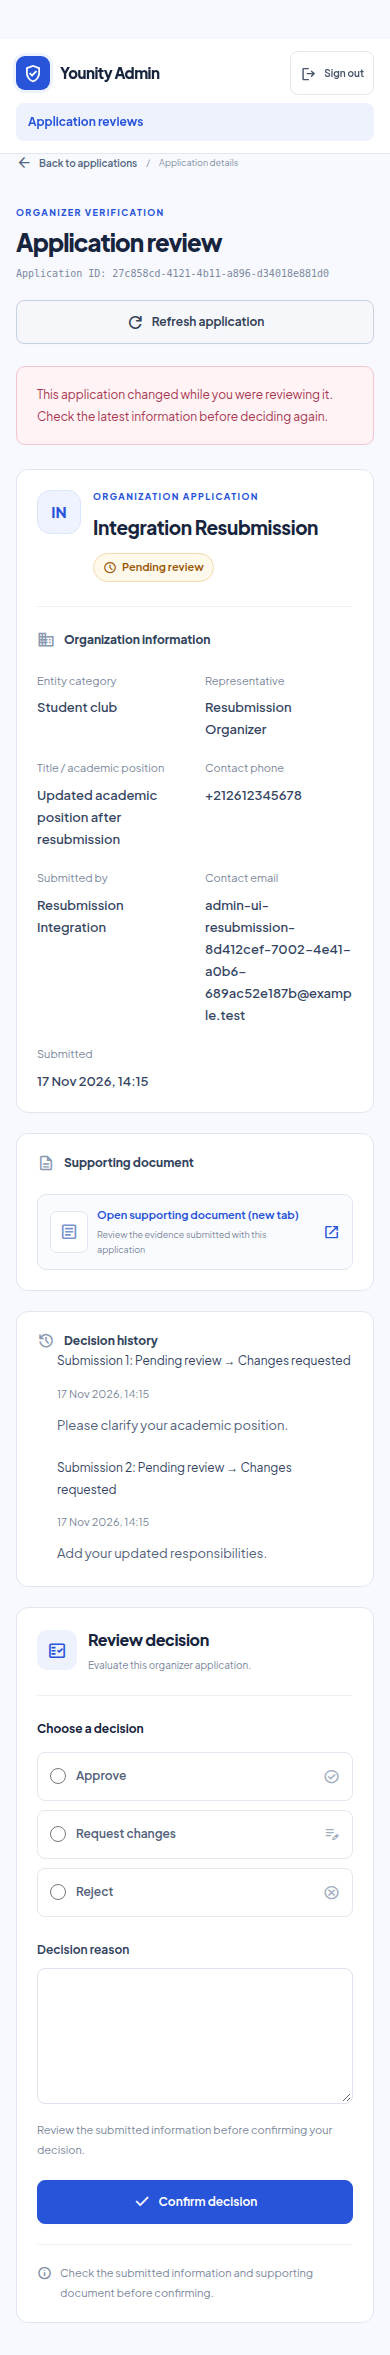 Younity Admin
Sign out
Application reviews
Back to applications / Application details
ORGANIZER VERIFICATION
Application review
Application ID: 27c858cd-4121-4b11-a896-d34018e881d0
Refresh application
This application changed while you were reviewing it.
Check the latest information before deciding again.
IN
ORGANIZATION APPLICATION
Integration Resubmission
Pending review
Organization information
Entity category
Student club
Representative
Resubmission
Organizer
Title / academic position
Updated academic
position after
resubmission
Contact phone
+212612345678
Submitted by
Resubmission
Integration
Contact email
admin-ui-
resubmission-
8d412cef-7002-4e41-
a0b6-
689ac52e187b@examp
le.test
Submitted
17 Nov 2026, 14:15
Supporting document
Open supporting document (new tab)
Review the evidence submitted with this
application
Decision history
Submission 1: Pending review → Changes requested
17 Nov 2026, 14:15
Please clarify your academic position.
Submission 2: Pending review → Changes
requested
17 Nov 2026, 14:15
Add your updated responsibilities.
Review decision
Evaluate this organizer application.
Choose a decision
Approve
Request changes
Reject
Decision reason
Review the submitted information before confirming your
decision.
Confirm decision
Check the submitted information and supporting
document before confirming.